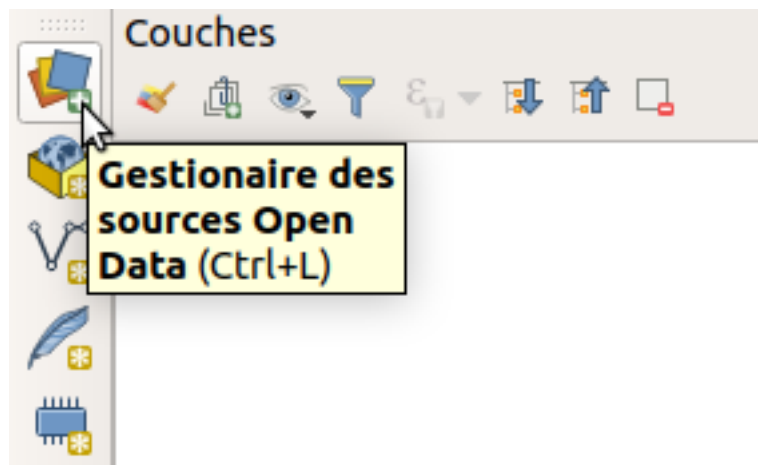 Couches
Gestionaire des
sources Open
Data (Ctrl+L)